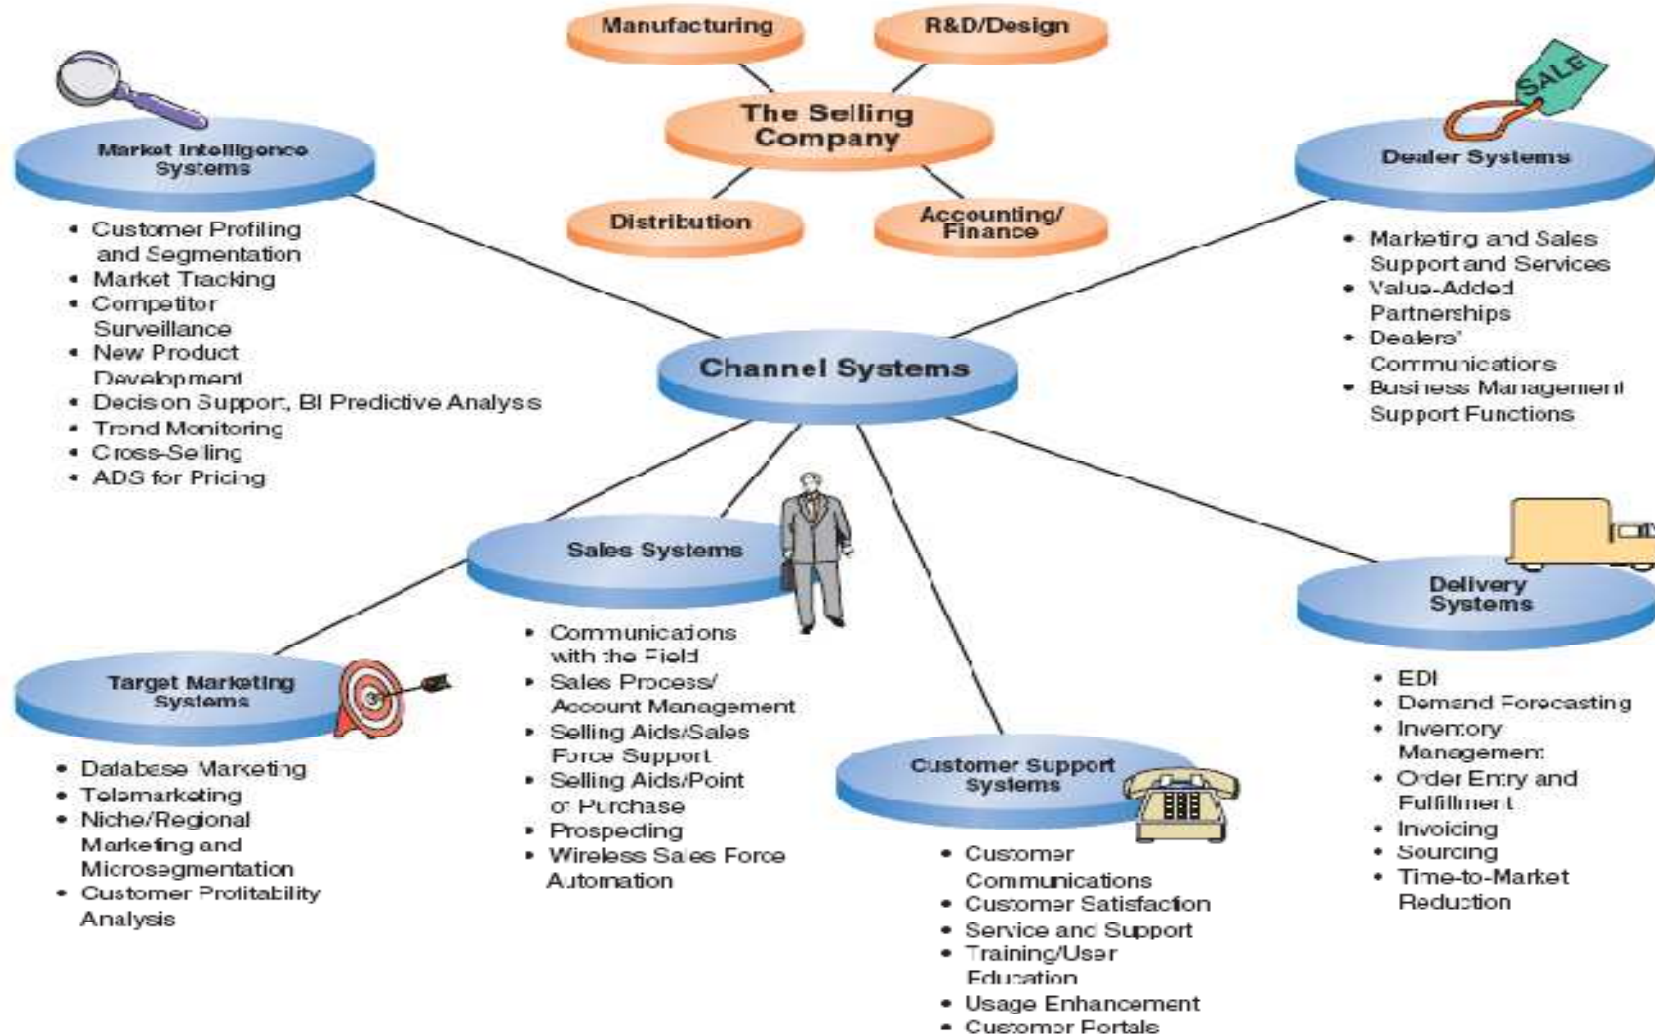 Manufacturing
R&D/Design
The Selling
Company
Distribution
Accounting/
Finance
Market Intelligence
Systems
• Customer Profiling
and Segmentation
• Market Tracking
• Competitor
Surveillance
• New Product
Development
• Decision Support, BI Predictive Analysis
• Trend Monitoring
• Cross-Selling
• ADS for Pricing
SALE
Dealer Systems
• Marketing and Sales
Support and Services
• Value-Added
Partnerships
• Dealers'
Communications
• Business Management
Support Functions
Channel Systems
Sales Systems
• Communications
with the Field
• Sales Process/
Account Management
• Selling Aids/Sales
Force Support
• Selling Aids/Point
of Purchase
• Prospecting
• Wireless Sales Force
Automation
Target Marketing
Systems
• Database Marketing
• Telemarketing
• Niche/Regional
Marketing and
Microsegmentation
• Customer Profitability
Analysis
Customer Support
Systems
• Customer
Communications
• Customer Satisfaction
• Service and Support
• Training/User
Education
• Usage Enhancement
• Customer Portals
Delivery
Systems
• EDI
• Demand Forecasting
• Inventory
Management
• Order Entry and
Fulfillment
• Invoicing
• Sourcing
• Time-to-Market
Reduction